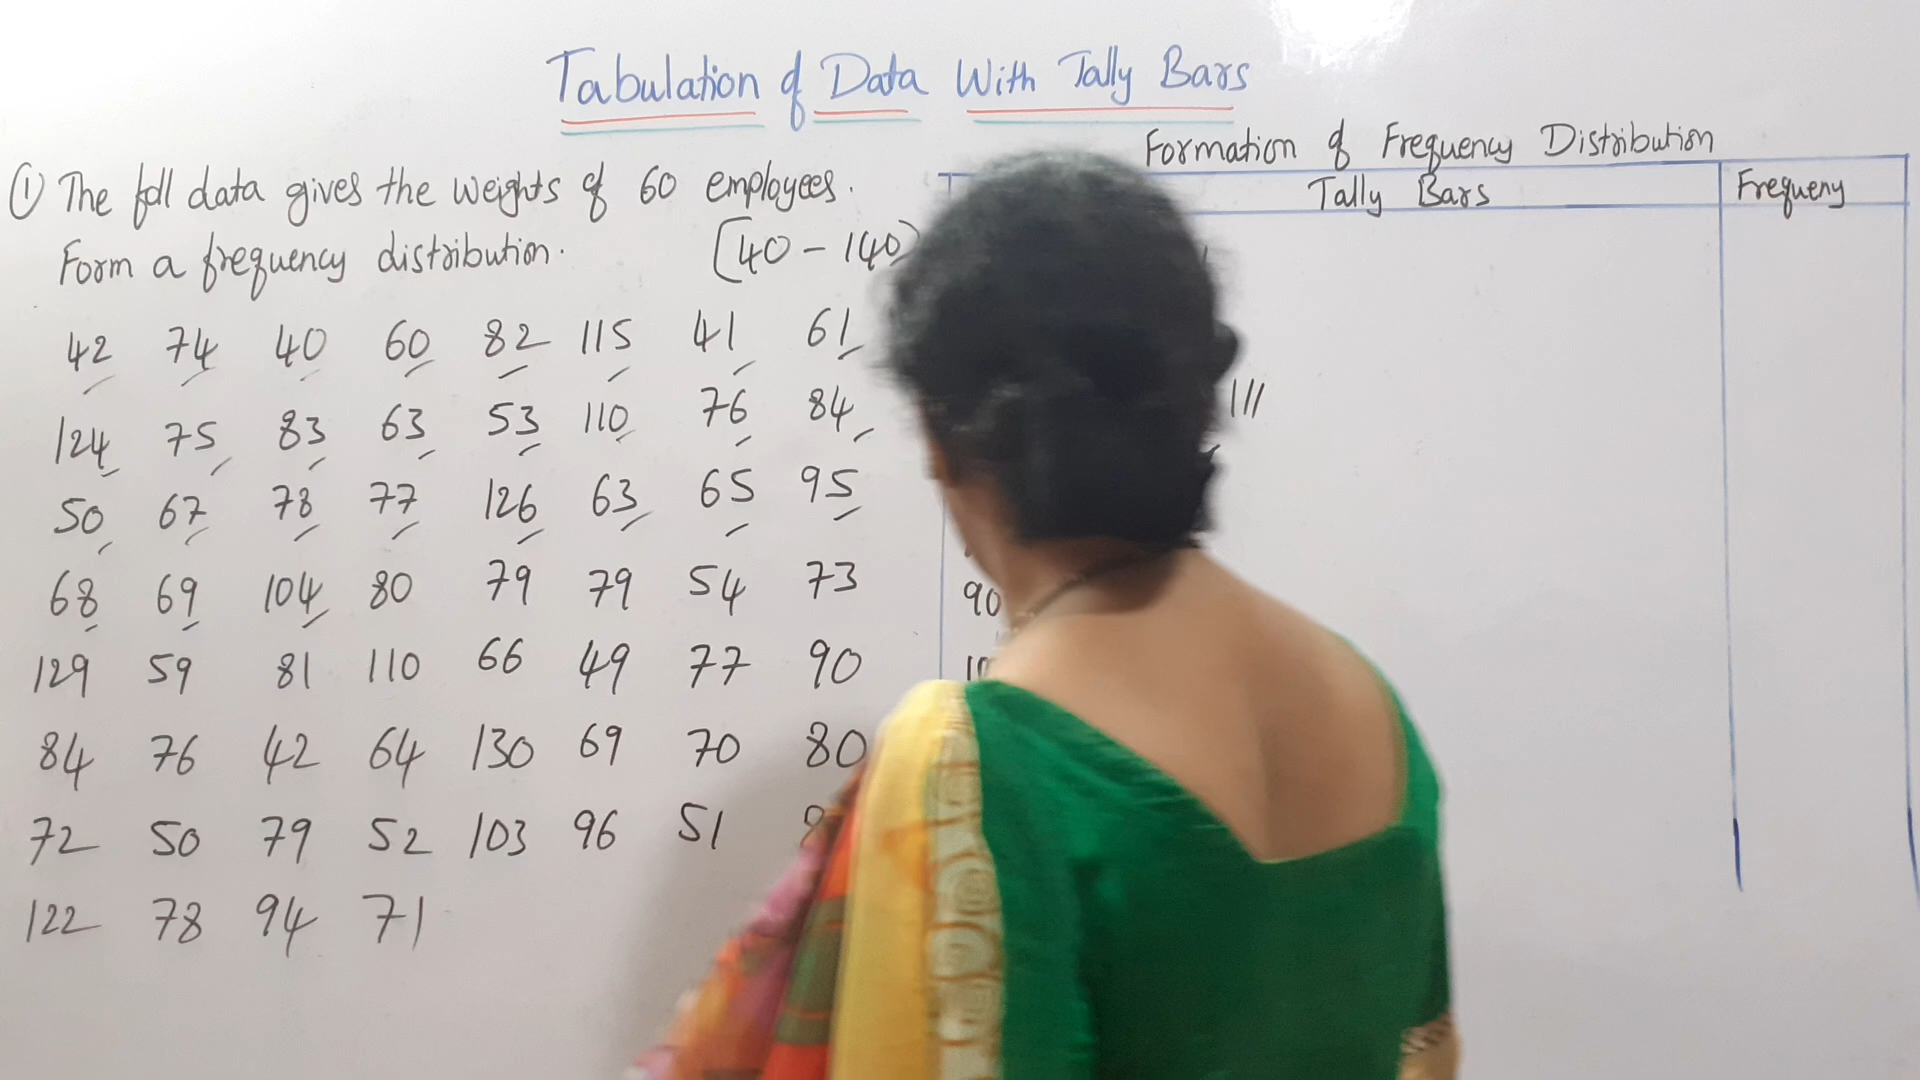 Tabulation of Data With Tally Bars
① The foll data gives the weights of 60 employees.
Form a frequency distribution. [40 - 140]
42 74 40 60 82 115 41 61
124 75 83 63 53 110 76 84
50 67 78 77 126 63 65 95
68 69 104 80 79 79 54 73
129 59 81 110 66 49 77 90
84 76 42 64 130 69 70 80
72 50 79 52 103 96 51
122 78 94 71
Formation of Frequency Distribution
Tally Bars Frequeny
III
90